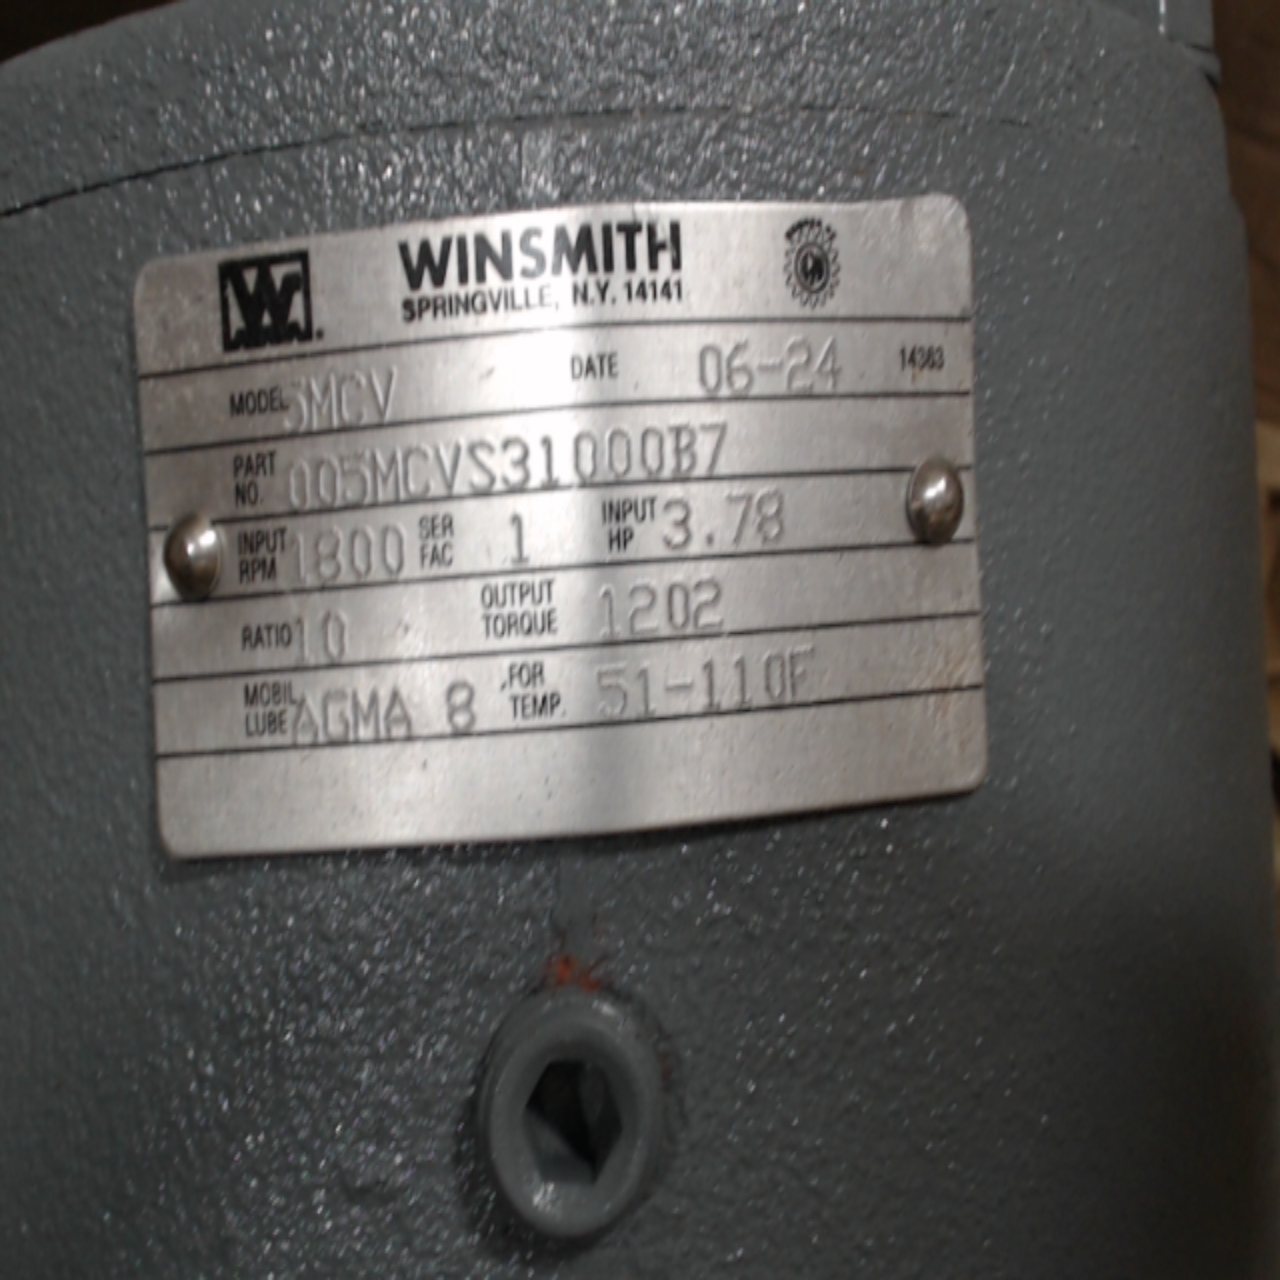 W.
WINSMITH
SPRINGVILLE, N.Y. 14141
MODEL 5MCV DATE 06-24 14363
PART NO. 005MCVS31000B7
INPUT RPM 1800 SER FAC 1 INPUT HP 3.78
RATIO 10 OUTPUT TORQUE 1202
MOBIL LUBE AGMA 8 .FOR TEMP. 51-110F